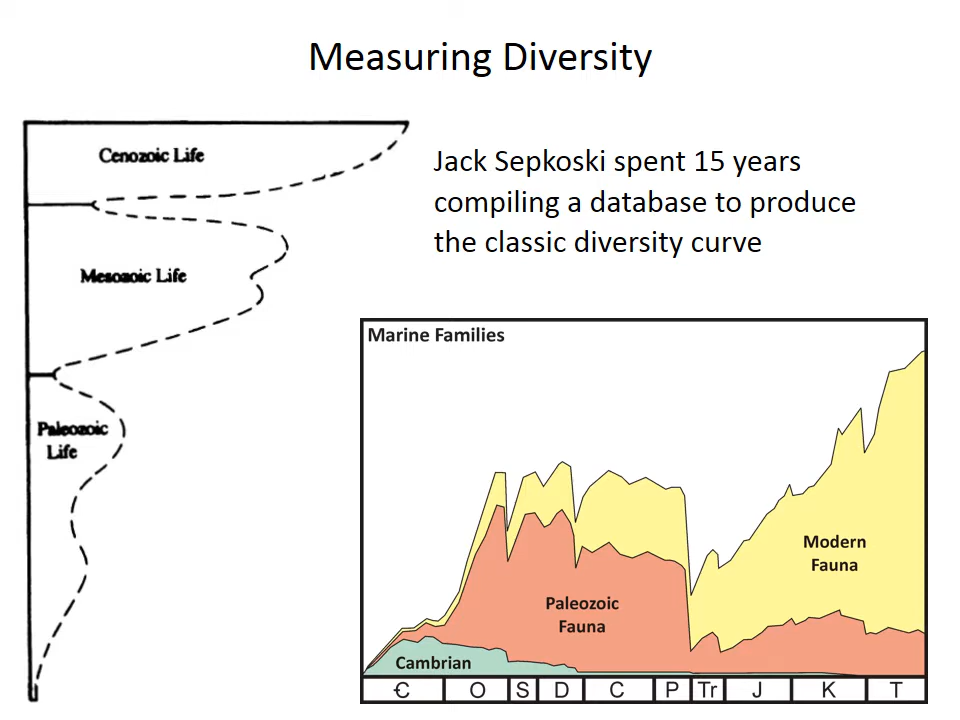 Measuring Diversity
Cenozoic Life
Mesozoic Life
Paleozoic
Life
Jack Sepkoski spent 15 years
compiling a database to produce
the classic diversity curve
Marine Families
Modern
Fauna
Paleozoic
Fauna
Cambrian
Ꞓ O S D C P Tr J K T